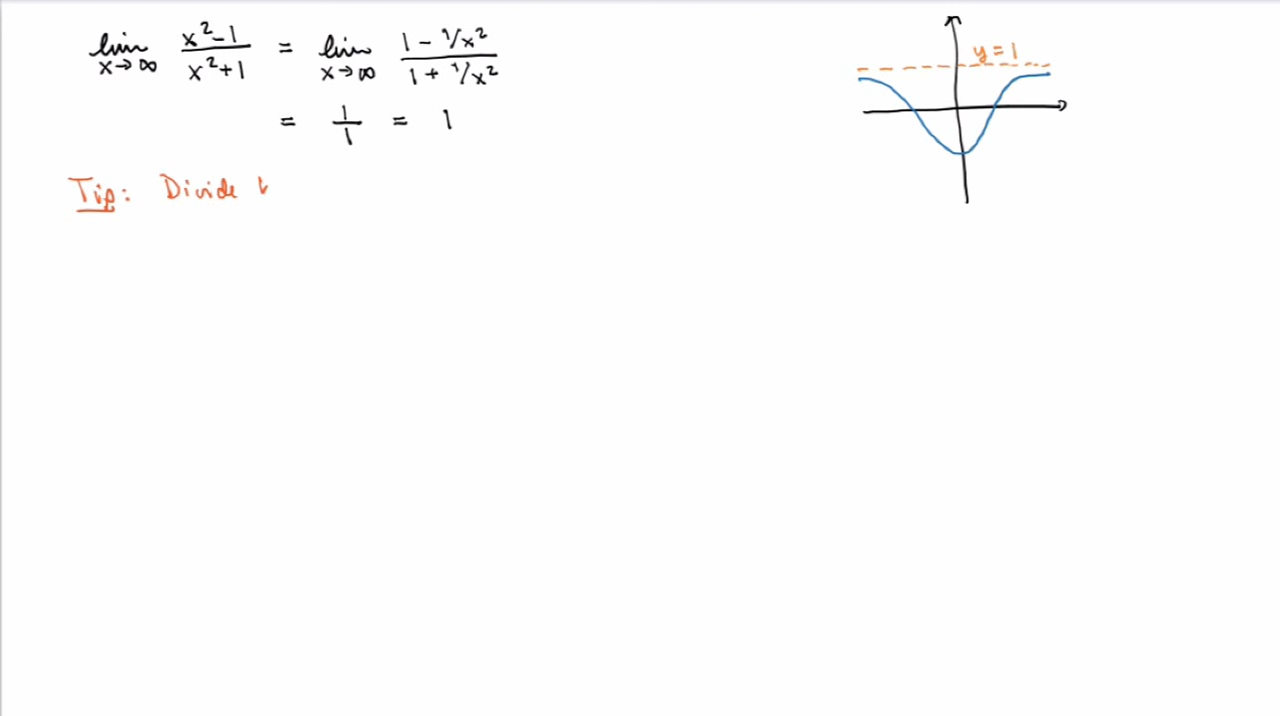 lim x→∞ x²-1 / x²+1 = lim x→∞ 1 - 1/x² / 1 + 1/x²
= 1/1 = 1
Tip: Divide
y = 1